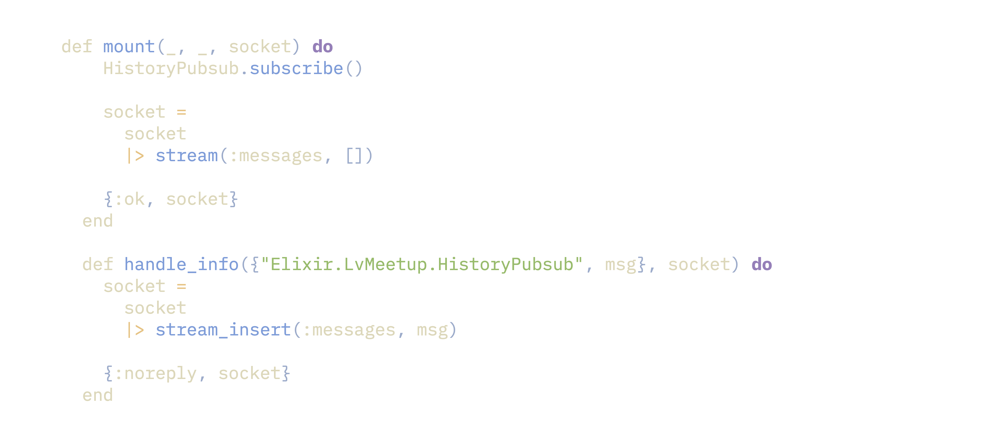 def mount(_, _, socket) do
    HistoryPubsub.subscribe()

    socket =
      socket
      |> stream(:messages, [])

    {:ok, socket}
  end

  def handle_info({"Elixir.LvMeetup.HistoryPubsub", msg}, socket) do
    socket =
      socket
      |> stream_insert(:messages, msg)

    {:noreply, socket}
  end